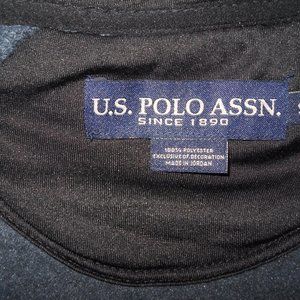 U.S. POLO ASSN.
SINCE 1890
100% POLYESTER
EXCLUSIVE OF DECORATION
MADE IN JORDAN